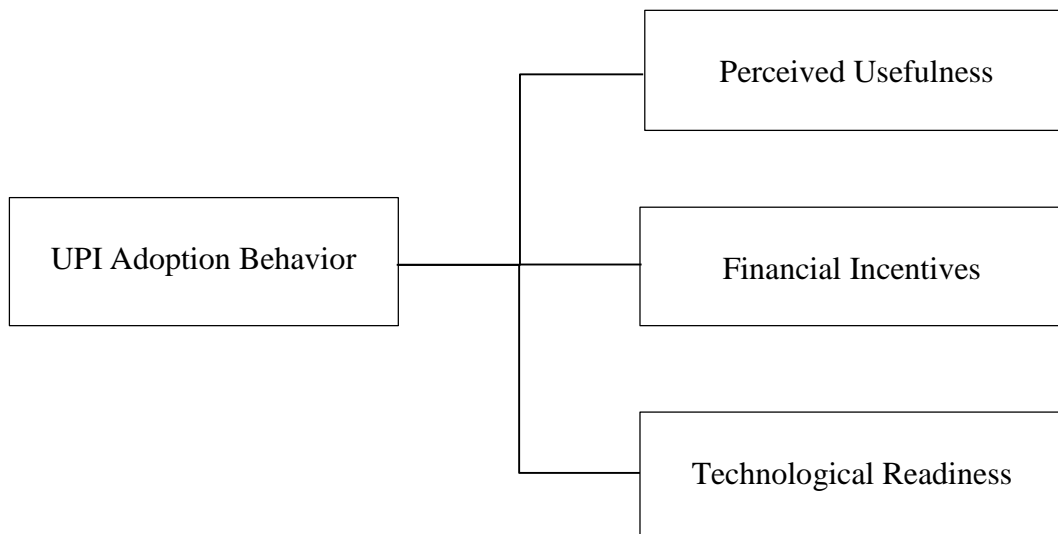 Perceived Usefulness
UPI Adoption Behavior
Financial Incentives
Technological Readiness